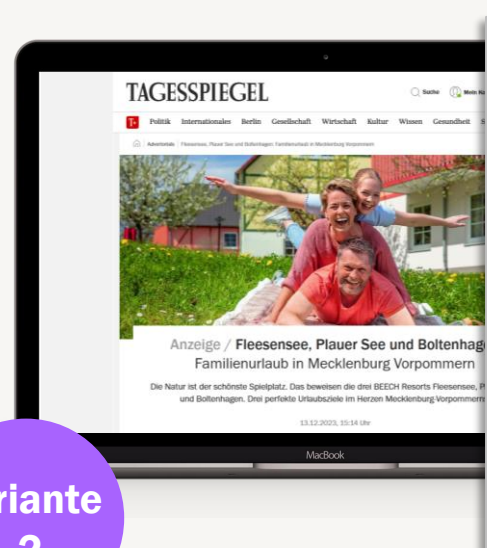 TAGESSPIEGEL
Suche Mein
T+ Politik Internationales Berlin Gesellschaft Wirtschaft Kultur Wissen Gesundheit
Advertorials Fleesensee, Plauer See und Boltenhagen: Familienurlaub in Mecklenburg Vorpommern
Anzeige / Fleesensee, Plauer See und Boltenhag
Familienurlaub in Mecklenburg Vorpommern
Die Natur ist der schönste Spielplatz. Das beweisen die drei BEECH Resorts Fleesensee, P
und Boltenhagen. Drei perfekte Urlaubsziele im Herzen Mecklenburg-Vorpommern
13.12.2023, 15:14 Uhr
MacBook
riante
2